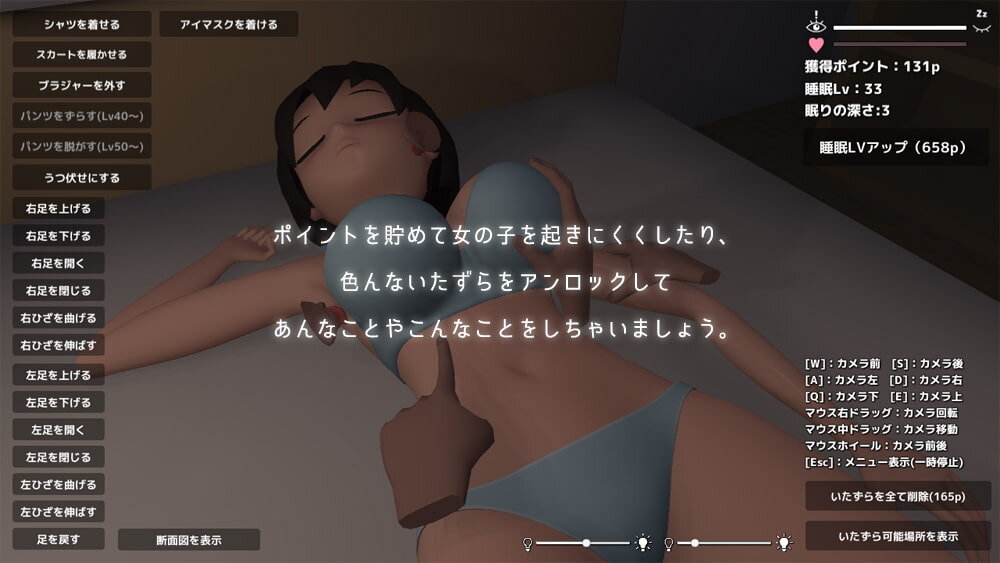 シャツを着せる
アイマスクを着ける
スカートを履かせる
ブラジャーを外す
パンツをずらす(Lv40～)
パンツを脱がす(Lv50～)
うつ伏せにする
右足を上げる
右足を下げる
右足を開く
右足を閉じる
右ひざを曲げる
右ひざを伸ばす
左足を上げる
左足を下げる
左足を開く
左足を閉じる
左ひざを曲げる
左ひざを伸ばす
足を戻す
断面図を表示
ポイントを貯めて女の子を起きにくくしたり、
色んないたずらをアンロックして
あんなことやこんなことをしちゃいましょう。
!
Zz
獲得ポイント：131p
睡眠Lv：33
眠りの深さ:3
睡眠LVアップ（658p）
[W]：カメラ前　[S]：カメラ後
[A]：カメラ左　[D]：カメラ右
[Q]：カメラ下　[E]：カメラ上
マウス右ドラッグ：カメラ回転
マウス中ドラッグ：カメラ移動
マウスホイール：カメラ前後
[Esc]：メニュー表示(一時停止)
いたずらを全て削除(165p)
いたずら可能場所を表示